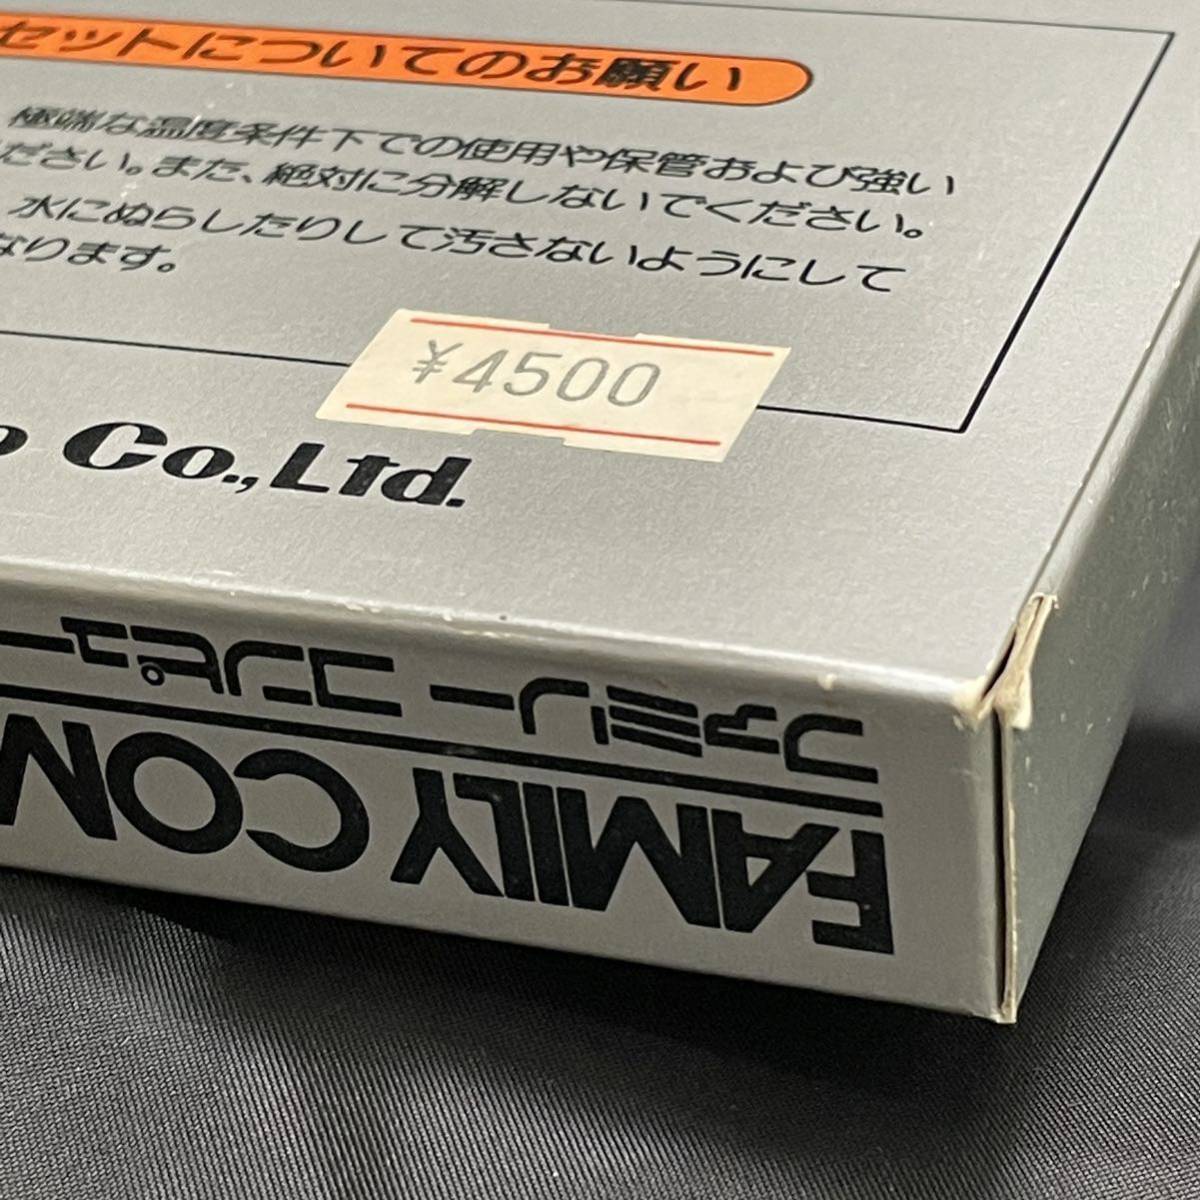 セットについてのお願い
極端な温度条件下での使用や保管および強い
ださい。また、絶対に分解しないでください。
水にぬらしたりして汚さないようにして
なります。
¥4500
o Co.,Ltd.
ファミリーコンピュー
FAMILY COM